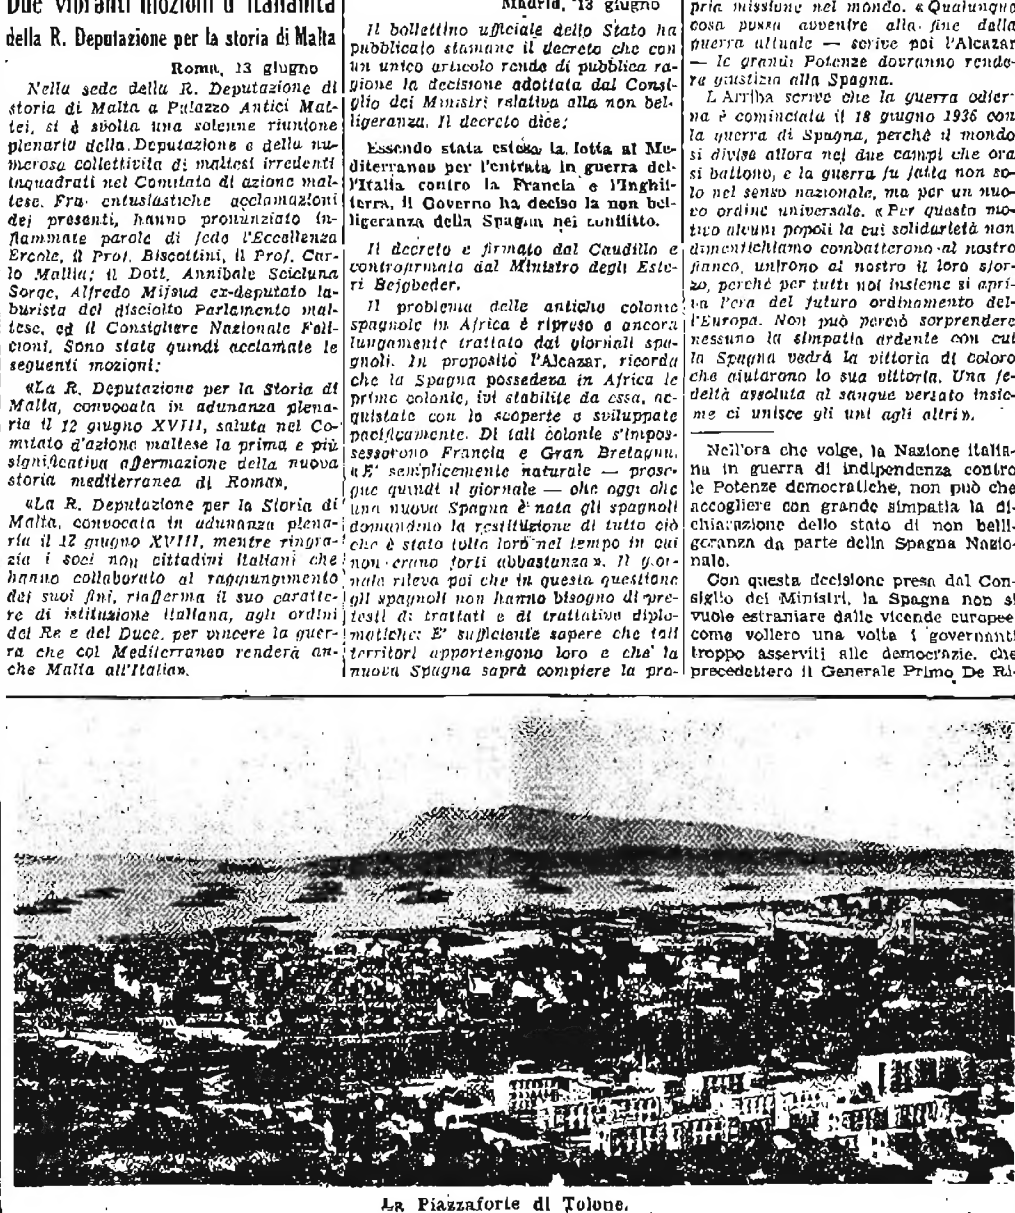 Due vibranti mozioni d'italianità
della R. Deputazione per la storia di Malta
Roma, 13 giugno
Nella sede della R. Deputazione di
storia di Malta a Palazzo Antici Mat-
tei, si è svolta una solenne riunione
plenaria della Deputazione e della nu-
merosa collettività di maltesi irredenti
inquadrati nel Comitato di azione mal-
tese. Fra entusiastiche acclamazioni
dei presenti, hanno pronunziato in-
fiammate parole di fede l'Eccellenza
Ercole, il Prof. Biscottini, il Prof. Car-
lo Mallia; il Dott. Annibale Scicluna
Sorge, Alfredo Mifsud ex-deputato la-
burista del disciolto Parlamento mal-
tese, ed il Consigliere Nazionale Feli-
cioni. Sono state quindi acclamate le
seguenti mozioni:
«La R. Deputazione per la Storia di
Malta, convocata in adunanza plena-
ria il 12 giugno XVIII, saluta nel Co-
mitato d'azione maltese la prima e più
significativa affermazione della nuova
storia mediterranea di Roma».
«La R. Deputazione per la Storia di
Malta, convocata in adunanza plena-
ria il 12 giugno XVIII, mentre ringra-
zia i soci non cittadini italiani che
hanno collaborato al raggiungimento
dei suoi fini, riafferma il suo caratte-
re di istituzione italiana, agli ordini
del Re e del Duce, per vincere la guer-
ra che col Mediterraneo renderà an-
che Malta all'Italia».
Madrid, 13 giugno
Il bollettino ufficiale dello Stato ha
pubblicato stamane il decreto che con
un unico articolo rende di pubblica ra-
gione la decisione adottata dal Consi-
glio dei Ministri relativa alla non bel-
ligeranza. Il decreto dice:
Essendo stata estesa la lotta al Me-
diterraneo per l'entrata in guerra del-
l'Italia contro la Francia e l'Inghil-
terra, il Governo ha deciso la non bel-
ligeranza della Spagna nel conflitto.
Il decreto è firmato dal Caudillo e
controfirmato dal Ministro degli Este-
ri Beigbeder.
Il problema delle antiche colonie
spagnole in Africa è ripreso e ancora
lungamente trattato dai giornali spa-
gnoli. In proposito l'Alcazar, ricorda
che la Spagna possedeva in Africa le
prime colonie, ivi stabilite da essa, ac-
quistate con le scoperte e sviluppate
pacificamente. Di tali colonie s'impos-
sessarono Francia e Gran Bretagna.
«E' semplicemente naturale — prose-
gue quindi il giornale — che oggi che
una nuova Spagna è nata gli spagnoli
domandino la restituzione di tutto ciò
che è stato tolto loro nel tempo in cui
non erano forti abbastanza». Il gior-
nale rileva poi che in questa questione
gli spagnoli non hanno bisogno di pre-
testi di trattati e di trattative diplo-
matiche: E' sufficiente sapere che tali
territori appartengono loro e che la
nuova Spagna saprà compiere la pro-
pria missione nel mondo. «Qualunque
cosa possa avvenire alla fine della
guerra attuale — scrive poi l'Alcazar
— le grandi Potenze dovranno rende-
re giustizia alla Spagna.
L'Arriba scrive che la guerra odier-
na è cominciata il 18 giugno 1936 con
la guerra di Spagna, perchè il mondo
si divise allora nei due campi che ora
si battono, e la guerra fu fatta non so-
lo nel senso nazionale, ma per un nuo-
vo ordine universale. «Per questo mo-
tivo alcuni popoli la cui solidarietà non
dimentichiamo combatterono al nostro
fianco, unirono al nostro il loro sfor-
zo, perchè per tutti noi insieme si apri-
va l'era del futuro ordinamento del-
l'Europa. Non può perciò sorprendere
nessuno la simpatia ardente con cui
la Spagna vedrà la vittoria di coloro
che aiutarono la sua vittoria. Una fe-
deltà assoluta al sangue versato insie-
me ci unisce gli uni agli altri».
Nell'ora che volge, la Nazione italia-
na in guerra di indipendenza contro
le Potenze democratiche, non può che
accogliere con grande simpatia la di-
chiarazione dello stato di non belli-
geranza da parte della Spagna Nazio-
nale.
Con questa decisione presa dal Con-
siglio dei Ministri, la Spagna non si
vuole estraniare dalle vicende europee
come vollero una volta i governanti
troppo asserviti alle democrazie, che
precedettero il Generale Primo De Ri-
La Piazzaforte di Tolone.